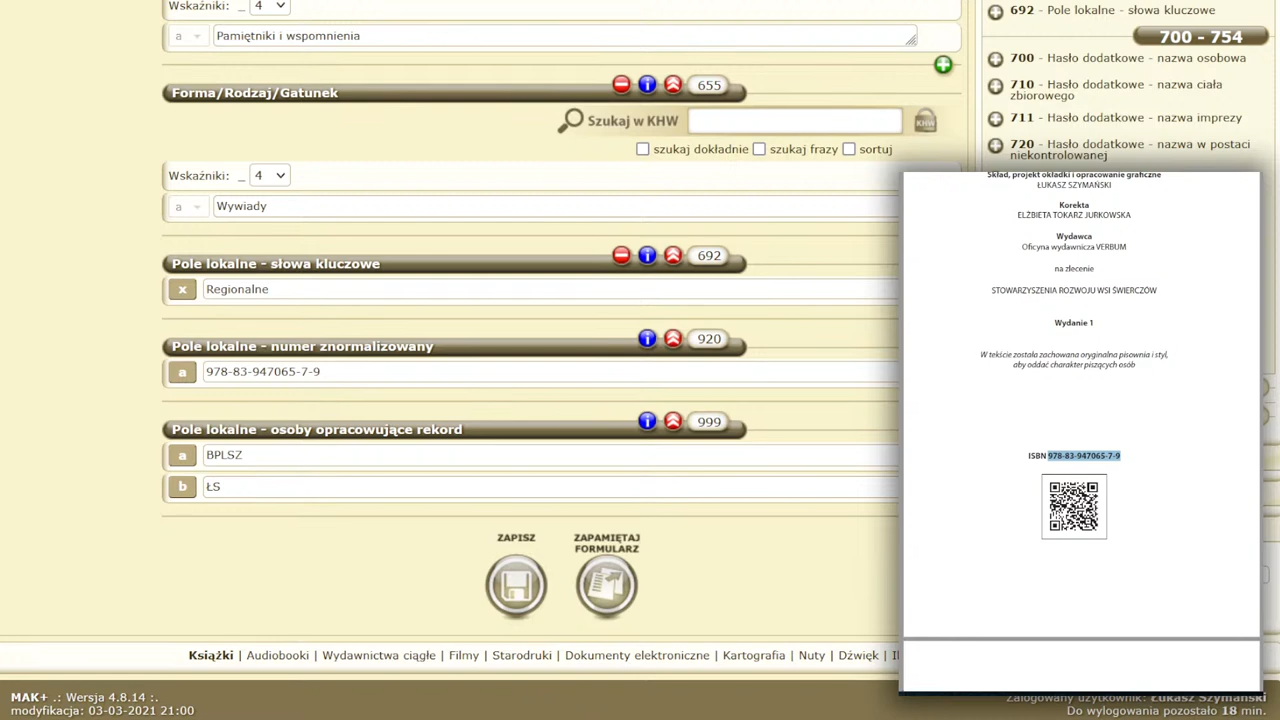 Wskaźniki: _ 4
a Pamiętniki i wspomnienia
Forma/Rodzaj/Gatunek 655
Szukaj w KHW KHW
szukaj dokładnie szukaj frazy sortuj
Wskaźniki: _ 4
a Wywiady
Pole lokalne - słowa kluczowe 692
x Regionalne
Pole lokalne - numer znormalizowany 920
a 978-83-947065-7-9
Pole lokalne - osoby opracowujące rekord 999
a BPLSZ
b ŁS
ZAPISZ
ZAPAMIĘTAJ
FORMULARZ
Książki | Audiobooki | Wydawnictwa ciągłe | Filmy | Starodruki | Dokumenty elektroniczne | Kartografia | Nuty | Dźwięk |
MAK+ .: Wersja 4.8.14 :.
modyfikacja: 03-03-2021 21:00
692 - Pole lokalne - słowa kluczowe
700 - 754
700 - Hasło dodatkowe - nazwa osobowa
710 - Hasło dodatkowe - nazwa ciała
zbiorowego
711 - Hasło dodatkowe - nazwa imprezy
720 - Hasło dodatkowe - nazwa w postaci
niekontrolowanej
Skład, projekt okładki i opracowanie graficzne
ŁUKASZ SZYMAŃSKI
Korekta
ELŻBIETA TOKARZ JURKOWSKA
Wydawca
Oficyna wydawnicza VERBUM
na zlecenie
STOWARZYSZENIA ROZWOJU WSI ŚWIERCZÓW
Wydanie 1
W tekście została zachowana oryginalna pisownia i styl,
aby oddać charakter piszących osób
ISBN 978-83-947065-7-9
Zalogowany użytkownik: Łukasz Szymański
Do wylogowania pozostało 18 min.